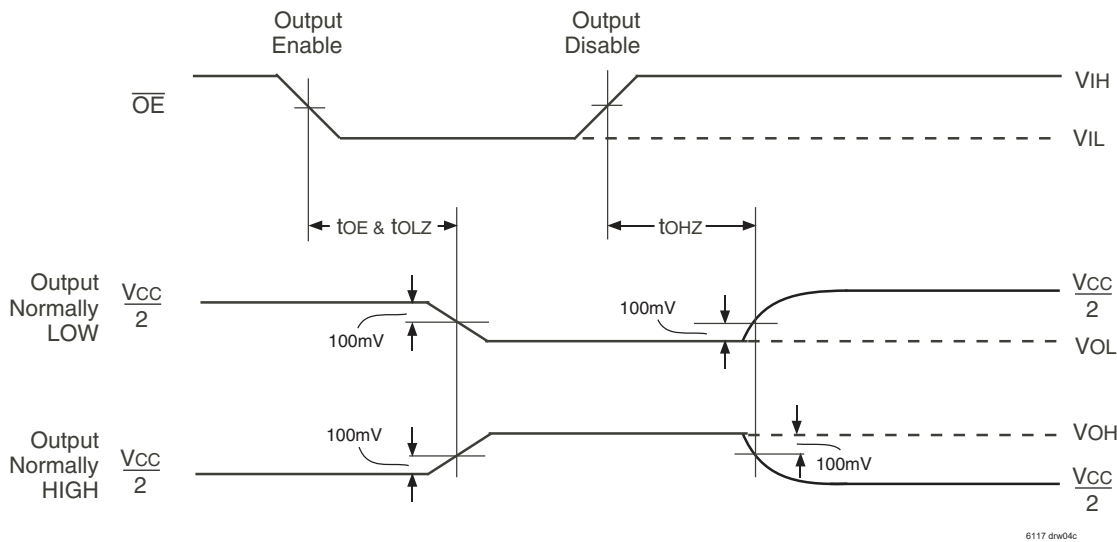 Output
Enable
Output
Disable
OE
VIH
VIL
tOE & tOLZ
tOHZ
Output
Normally
LOW
VCC
2
100mV
100mV
VCC
2
VOL
Output
Normally
HIGH
VCC
2
100mV
VOH
100mV
VCC
2
6117 drw04c